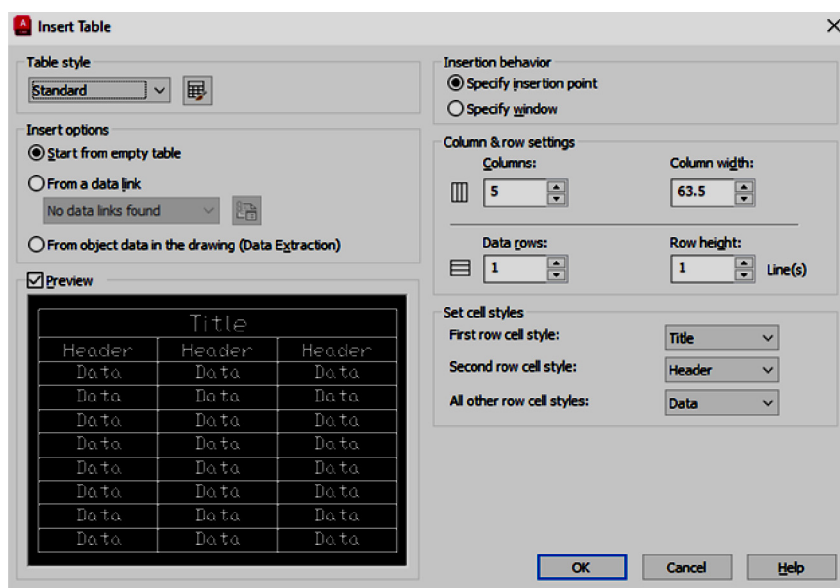 Insert Table
Table style
Standard
Insert options
Start from empty table
From a data link
No data links found
From object data in the drawing (Data Extraction)
Preview
Title
Header Header Header
Data Data Data
Data Data Data
Data Data Data
Data Data Data
Data Data Data
Data Data Data
Data Data Data
Data Data Data
Insertion behavior
Specify insertion point
Specify window
Column & row settings
Columns: Column width:
5 63.5
Data rows: Row height:
1 1 Line(s)
Set cell styles
First row cell style: Title
Second row cell style: Header
All other row cell styles: Data
OK Cancel Help